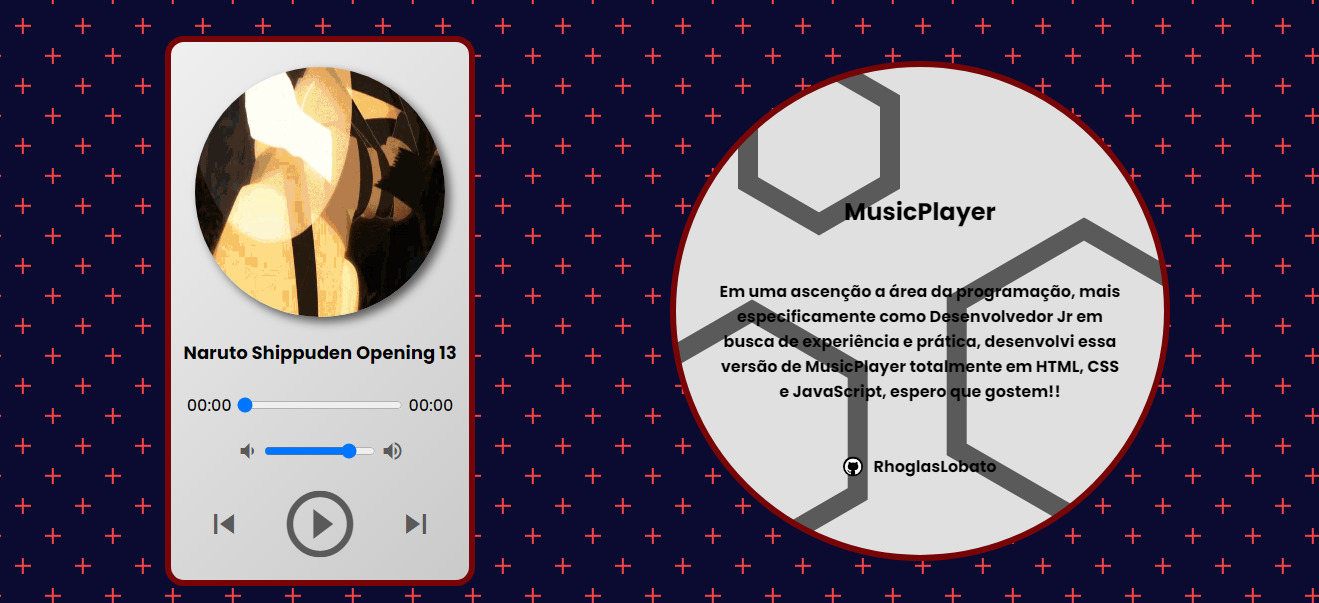 Naruto Shippuden Opening 13
00:00 00:00
MusicPlayer
Em uma ascenção a área da programação, mais
especificamente como Desenvolvedor Jr em
busca de experiência e prática, desenvolvi essa
versão de MusicPlayer totalmente em HTML, CSS
e JavaScript, espero que gostem!!
RhoglasLobato